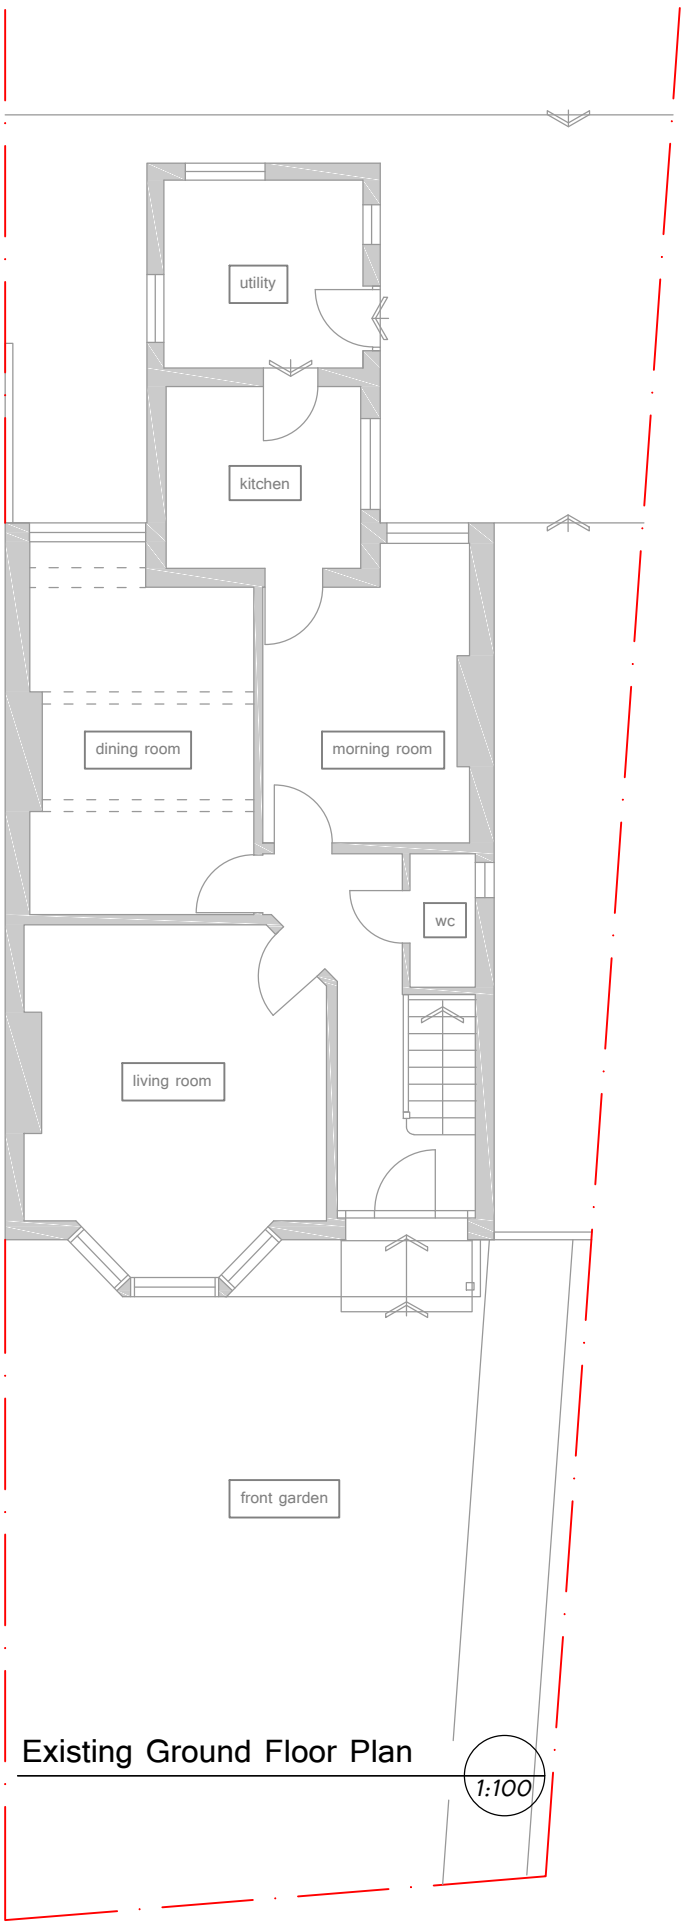 utility
kitchen
dining room
morning room
wc
living room
front garden
Existing Ground Floor Plan
1:100